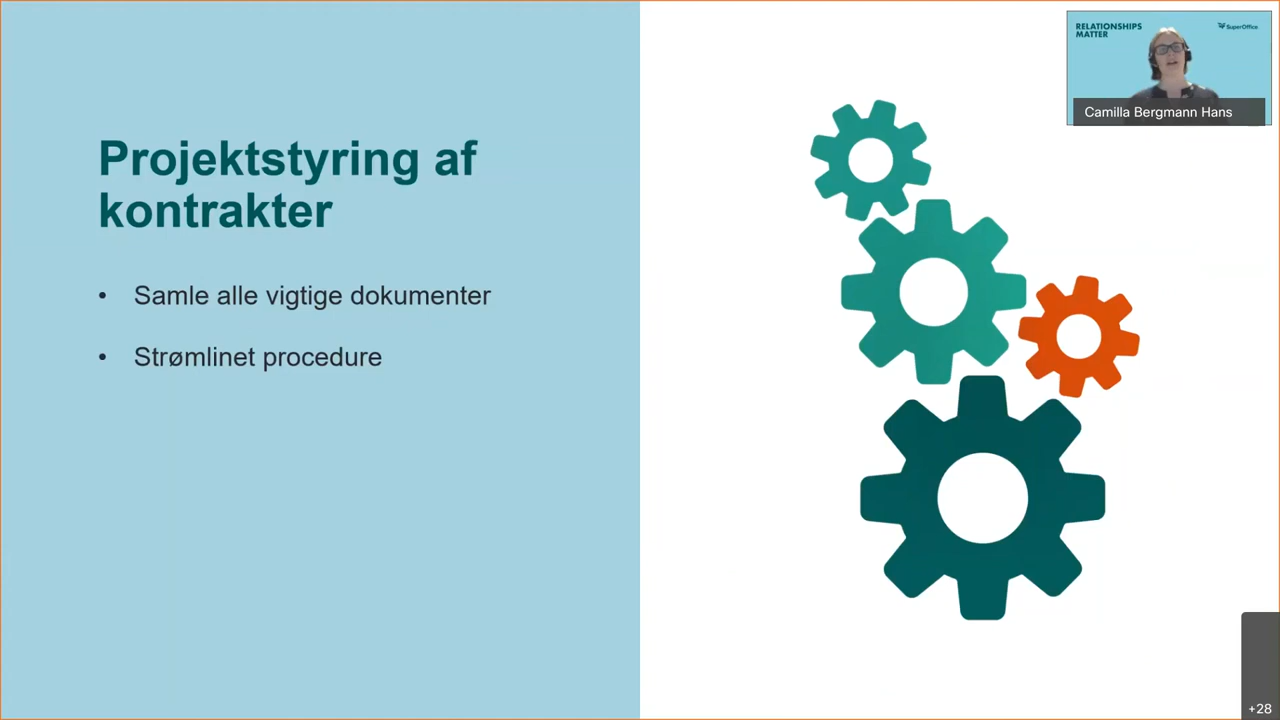 Projektstyring af
kontrakter
• Samle alle vigtige dokumenter
• Strømlinet procedure
RELATIONSHIPS
MATTER
SuperOffice
Camilla Bergmann Hans
+28